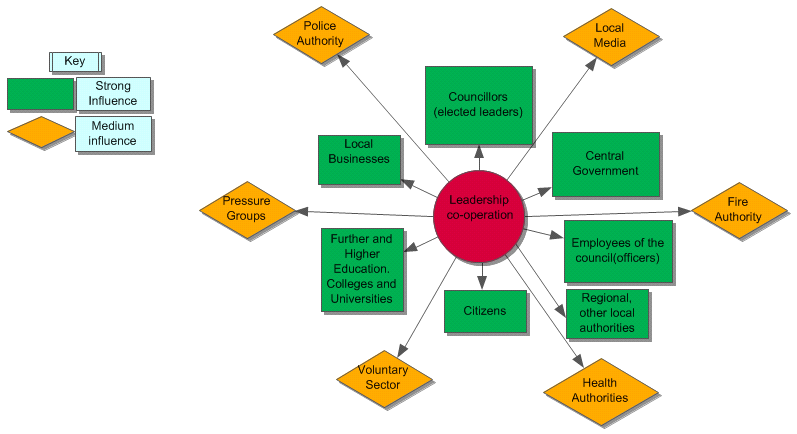 Police
Authority
Local
Media
Key
Strong
Influence
Medium
influence
Councillors
(elected leaders)
Local
Businesses
Central
Government
Pressure
Groups
Leadership
co-operation
Fire
Authority
Further and
Higher
Education.
Colleges and
Universities
Employees of the
council(officers)
Citizens
Regional,
other local
authorities
Voluntary
Sector
Health
Authorities